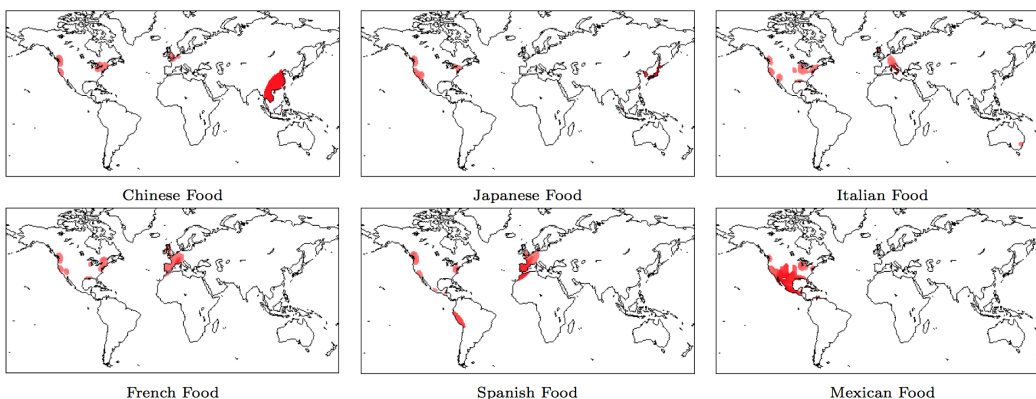 Chinese Food
Japanese Food
Italian Food
French Food
Spanish Food
Mexican Food